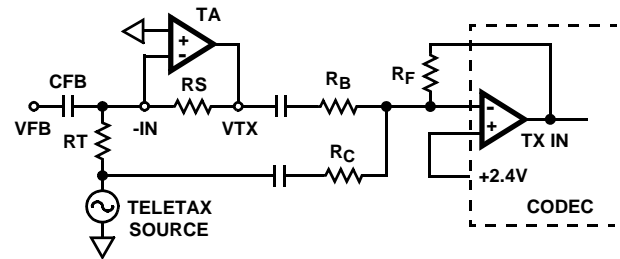 TA
+
-
CFB
RS
RB
RF
VFB
-IN
VTX
-
+
TX IN
RT
RC
+2.4V
TELETAX
SOURCE
CODEC